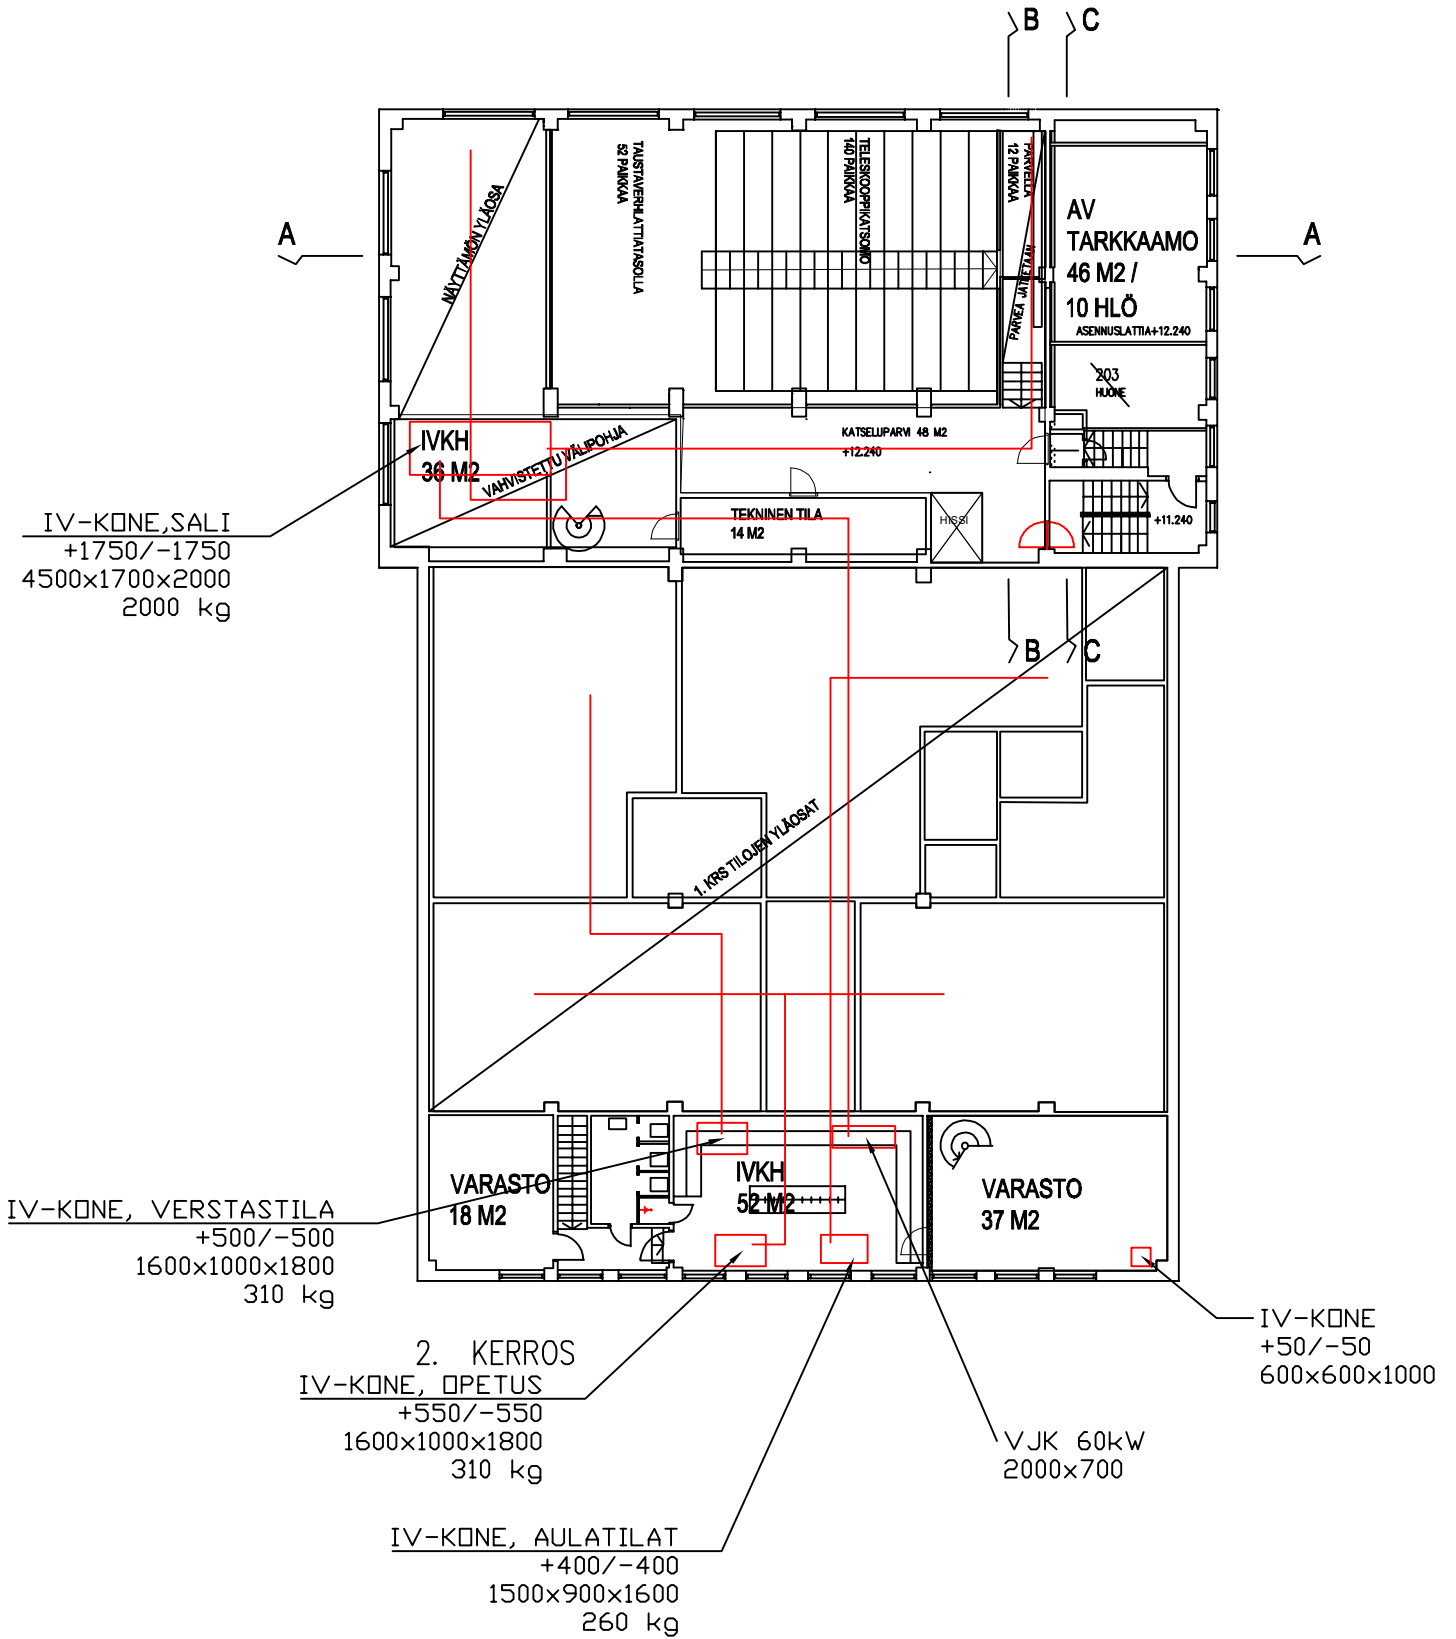 B
C
A
A
NÄYTTÄMÖN YLÄOSA
TAUSTAVERHLATTIATASOLLA
52 PAIKKAA
TELESKOOPPIKATSOMO
140 PAIKKAA
PARVELLA
12 PAIKKAA
PARVEA JATKETAAN
AV
TARKKAAMO
46 M2 /
10 HLÖ
ASENNUSLATTIA+12.240
203
HUONE
IVKH
36 M2
VAHVISTETTU VÄLIPOHJA
KATSELUPARVI 48 M2
+12.240
TEKNINEN TILA
14 M2
HISSI
+11.240
IV-KONE,SALI
+1750/-1750
4500x1700x2000
2000 kg
B
C
1. KRS TILOJEN YLÄOSAT
VARASTO
18 M2
IVKH
52 M2
VARASTO
37 M2
IV-KONE, VERSTASTILA
+500/-500
1600x1000x1800
310 kg
2. KERROS
IV-KONE, OPETUS
+550/-550
1600x1000x1800
310 kg
IV-KONE
+50/-50
600x600x1000
VJK 60kW
2000x700
IV-KONE, AULATILAT
+400/-400
1500x900x1600
260 kg